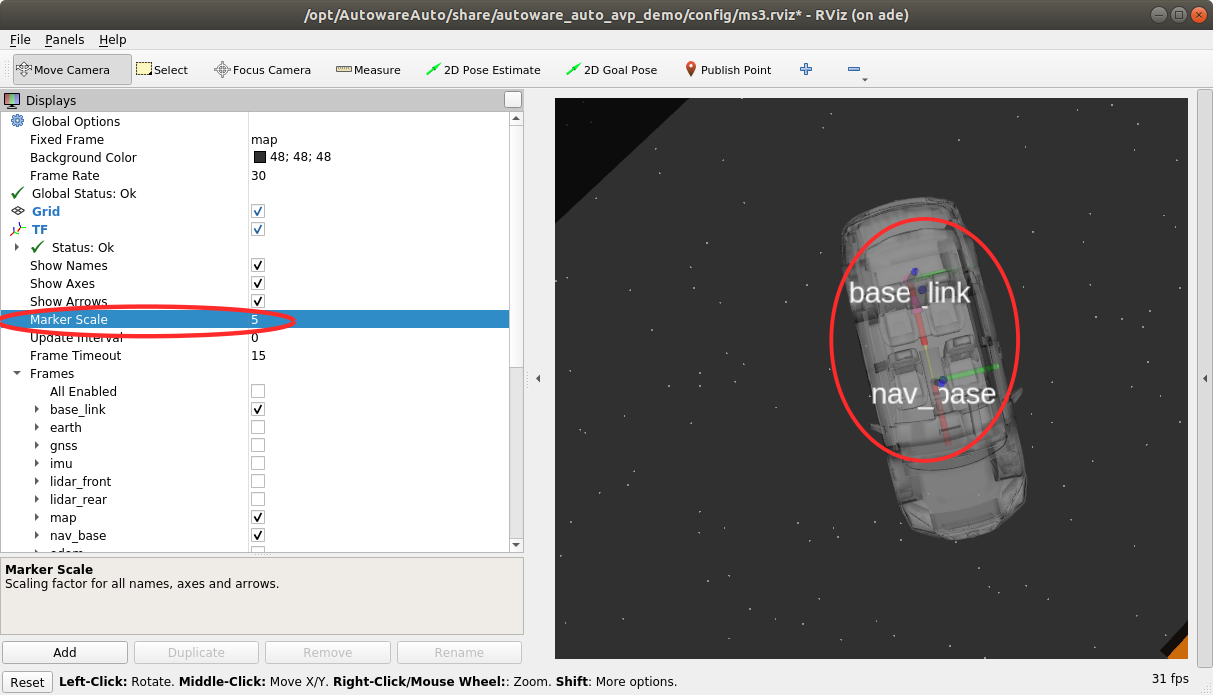 /opt/AutowareAuto/share/autoware_auto_avp_demo/config/ms3.rviz* - RViz (on ade)
File Panels Help
Move Camera Select Focus Camera Measure 2D Pose Estimate 2D Goal Pose Publish Point
Displays
Global Options
Fixed Frame map
Background Color 48; 48; 48
Frame Rate 30
Global Status: Ok
Grid
TF
Status: Ok
Show Names
Show Axes
Show Arrows
Marker Scale 5
Update Interval 0
Frame Timeout 15
Frames
All Enabled
base_link
earth
gnss
imu
lidar_front
lidar_rear
map
nav_base
Marker Scale
Scaling factor for all names, axes and arrows.
Add Duplicate Remove Rename
base_link
nav_base
Reset Left-Click: Rotate. Middle-Click: Move X/Y. Right-Click/Mouse Wheel:: Zoom. Shift: More options. 31 fps